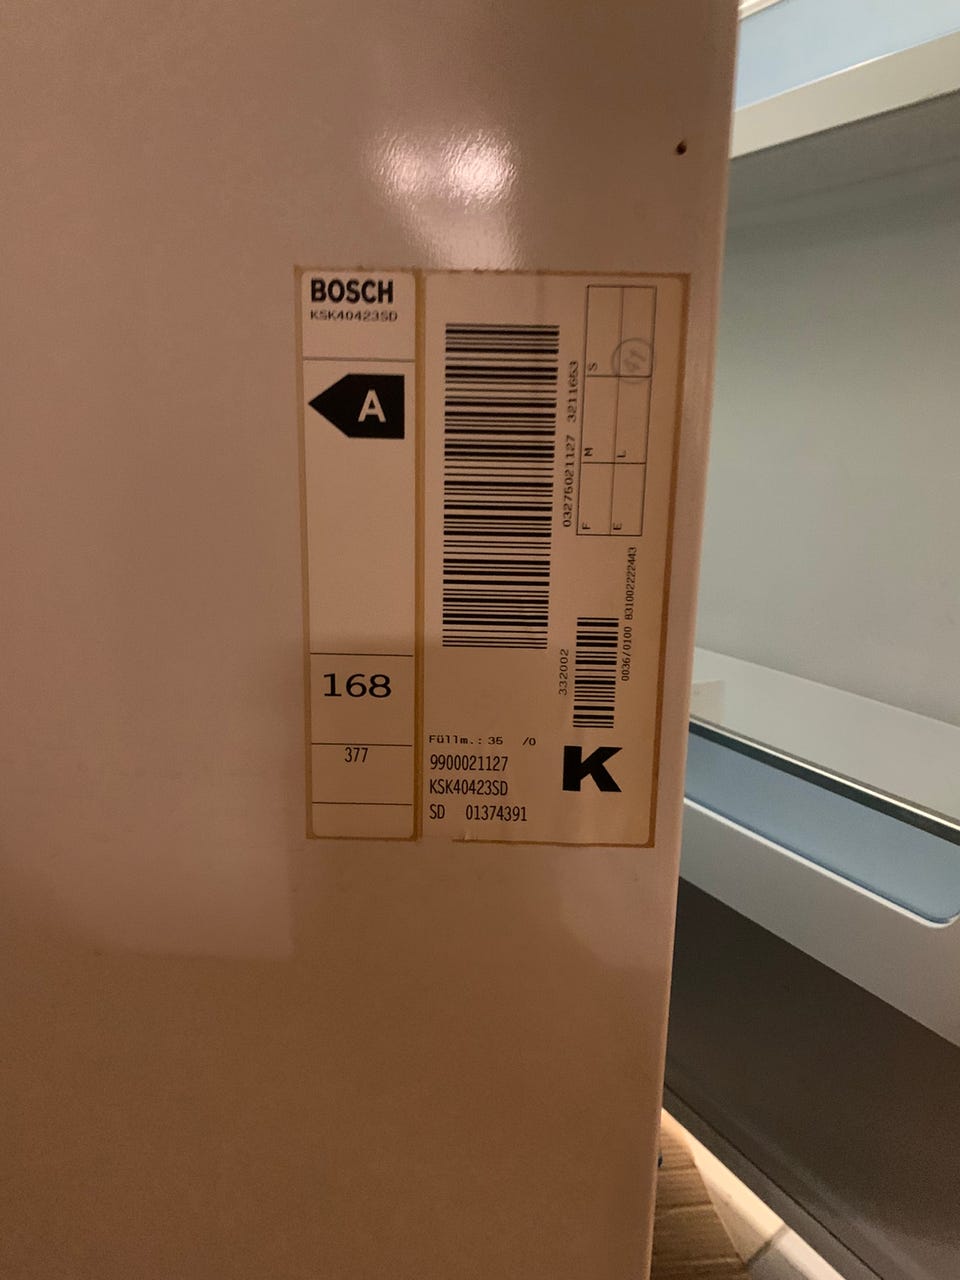 BOSCH
KSK40423SD
A
168
377
03275021127 3211653
S
M
L
F
E
332002
0036/0100 B31002222443
Füllm.: 35 /0
9900021127
KSK40423SD
SD 01374391
K